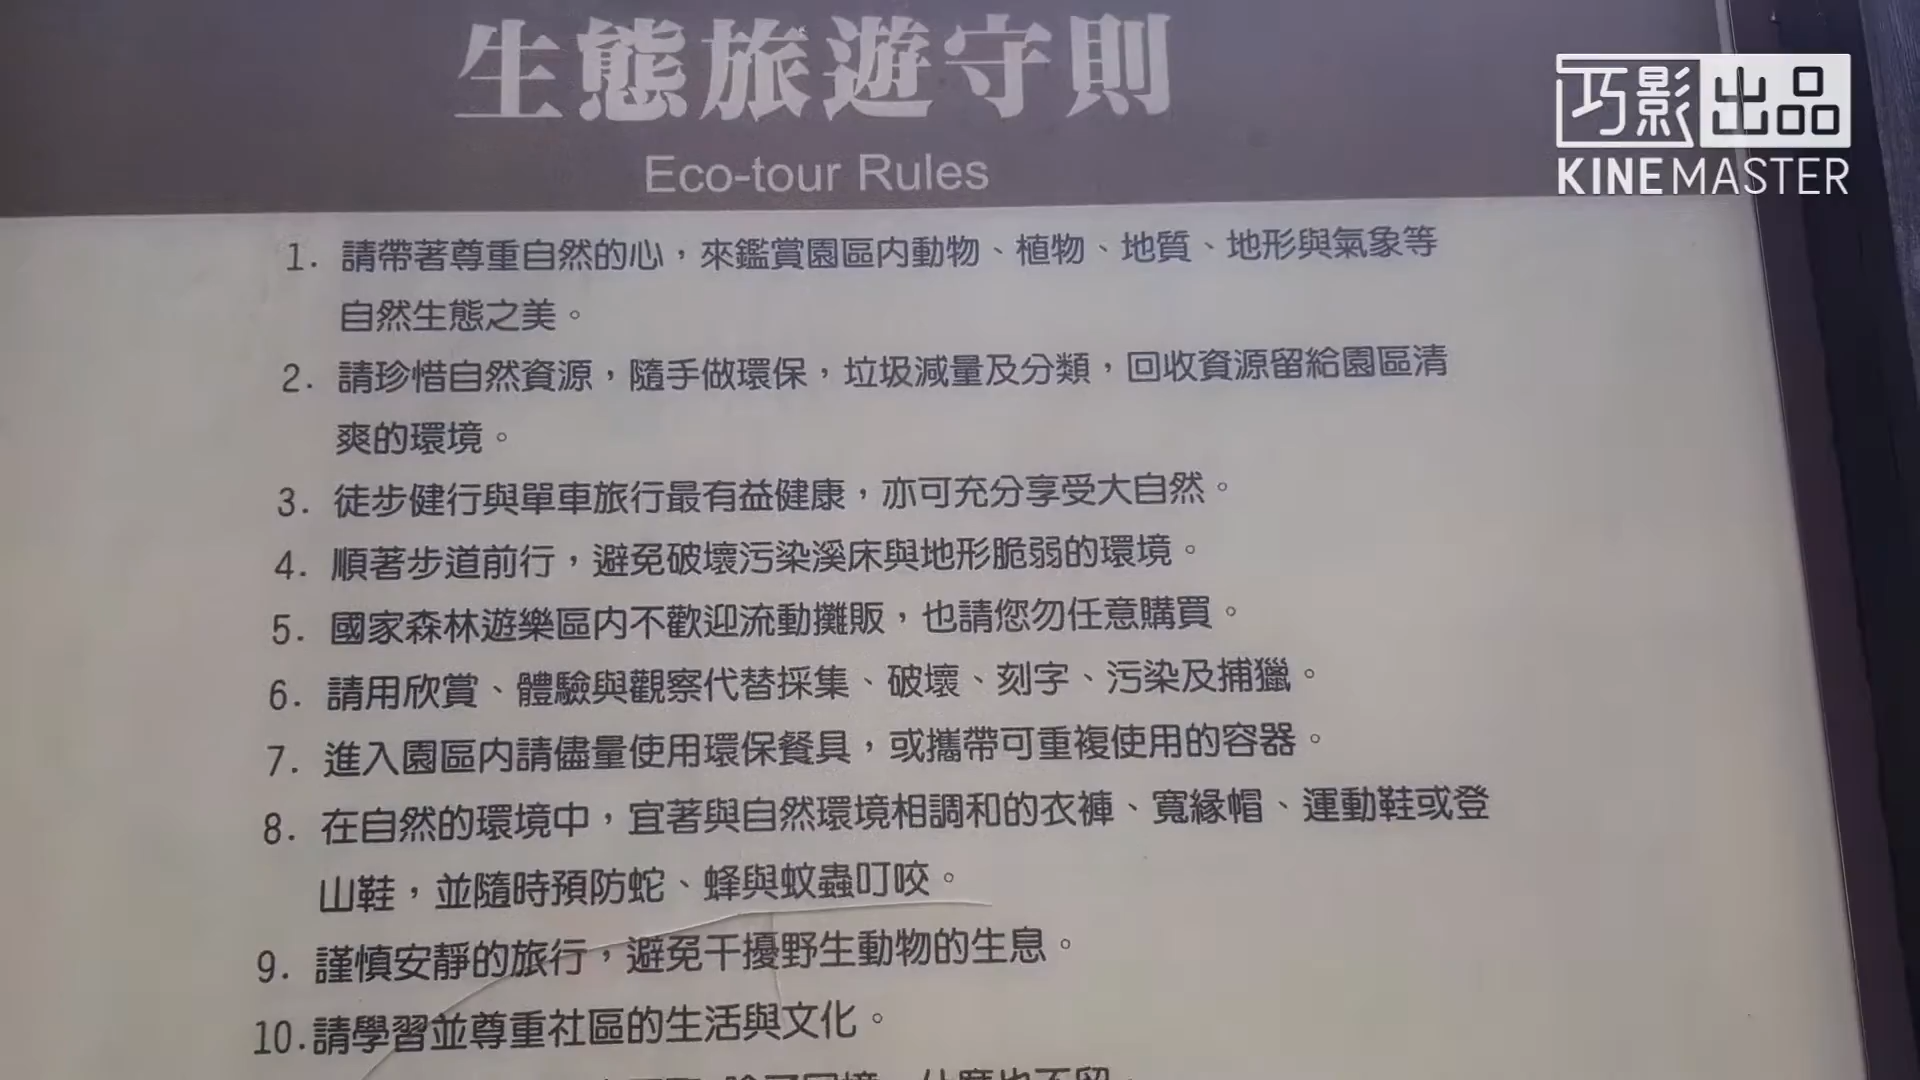 生態旅遊守則
巧影出品
KINEMASTER
Eco-tour Rules
1. 請帶著尊重自然的心,來鑑賞園區內動物、植物、地質、地形與氣象等
自然生態之美。
2. 請珍惜自然資源,隨手做環保,垃圾減量及分類,回收資源留給園區清
爽的環境。
3. 徒步健行與單車旅行最有益健康,亦可充分享受大自然。
4. 順著步道前行,避免破壞污染溪床與地形脆弱的環境。
5. 國家森林遊樂區內不歡迎流動攤販,也請您勿任意購買。
6. 請用欣賞、體驗與觀察代替採集、破壞、刻字、污染及捕獵。
7. 進入園區內請儘量使用環保餐具,或攜帶可重複使用的容器。
8. 在自然的環境中,宜著與自然環境相調和的衣褲、寬緣帽、運動鞋或登
山鞋,並隨時預防蛇、蜂與蚊蟲叮咬。
9. 謹慎安靜的旅行,避免干擾野生動物的生息。
10.請學習並尊重社區的生活與文化。